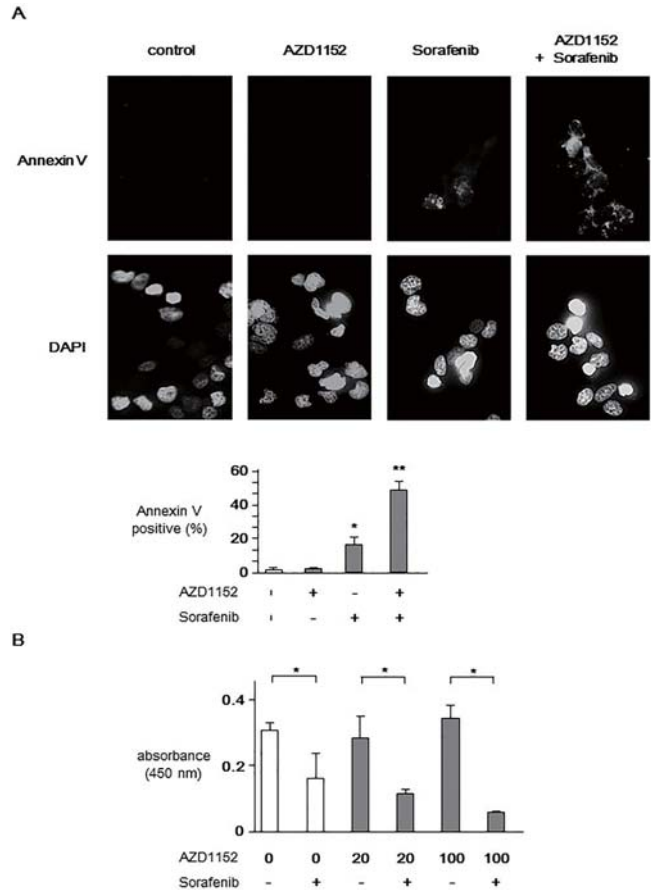 A
control AZD1152 Sorafenib AZD1152
+ Sorafenib
Annexin V
DAPI
60
40
20
0
Annexin V
positive (%)
*
**
AZD1152 - + - +
Sorafenib - - + +
B
* * *
0.4
0.2
0
absorbance
(450 nm)
AZD1152 0 0 20 20 100 100
Sorafenib - + - + - +